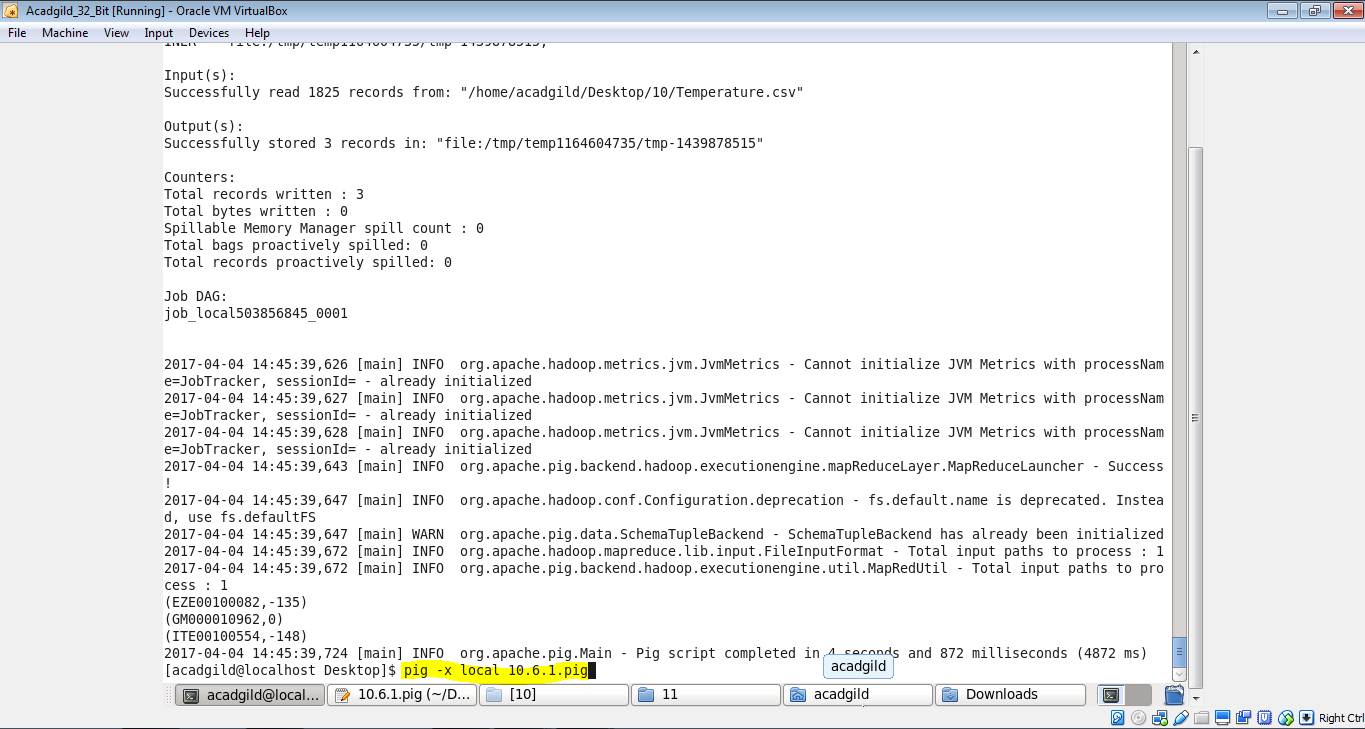 Acadgild_32_Bit [Running] - Oracle VM VirtualBox
File Machine View Input Devices Help
INER file:/tmp/temp1164604735/tmp-1439878515,
Input(s):
Successfully read 1825 records from: "/home/acadgild/Desktop/10/Temperature.csv"
Output(s):
Successfully stored 3 records in: "file:/tmp/temp1164604735/tmp-1439878515"
Counters:
Total records written : 3
Total bytes written : 0
Spillable Memory Manager spill count : 0
Total bags proactively spilled: 0
Total records proactively spilled: 0
Job DAG:
job_local503856845_0001
2017-04-04 14:45:39,626 [main] INFO  org.apache.hadoop.metrics.jvm.JvmMetrics - Cannot initialize JVM Metrics with processNam
e=JobTracker, sessionId= - already initialized
2017-04-04 14:45:39,627 [main] INFO  org.apache.hadoop.metrics.jvm.JvmMetrics - Cannot initialize JVM Metrics with processNam
e=JobTracker, sessionId= - already initialized
2017-04-04 14:45:39,628 [main] INFO  org.apache.hadoop.metrics.jvm.JvmMetrics - Cannot initialize JVM Metrics with processNam
e=JobTracker, sessionId= - already initialized
2017-04-04 14:45:39,643 [main] INFO  org.apache.pig.backend.hadoop.executionengine.mapReduceLayer.MapReduceLauncher - Success
!
2017-04-04 14:45:39,647 [main] INFO  org.apache.hadoop.conf.Configuration.deprecation - fs.default.name is deprecated. Instea
d, use fs.defaultFS
2017-04-04 14:45:39,647 [main] WARN  org.apache.pig.data.SchemaTupleBackend - SchemaTupleBackend has already been initialized
2017-04-04 14:45:39,672 [main] INFO  org.apache.hadoop.mapreduce.lib.input.FileInputFormat - Total input paths to process : 1
2017-04-04 14:45:39,672 [main] INFO  org.apache.pig.backend.hadoop.executionengine.util.MapRedUtil - Total input paths to pro
cess : 1
(EZE00100082,-135)
(GM000010962,0)
(ITE00100554,-148)
2017-04-04 14:45:39,724 [main] INFO  org.apache.pig.Main - Pig script completed in 4 seconds and 872 milliseconds (4872 ms)
[acadgild@localhost Desktop]$ pig -x local 10.6.1.pig
acadgild
acadgild@local... 10.6.1.pig (~/D... [10] 11 acadgild Downloads
Right Ctrl